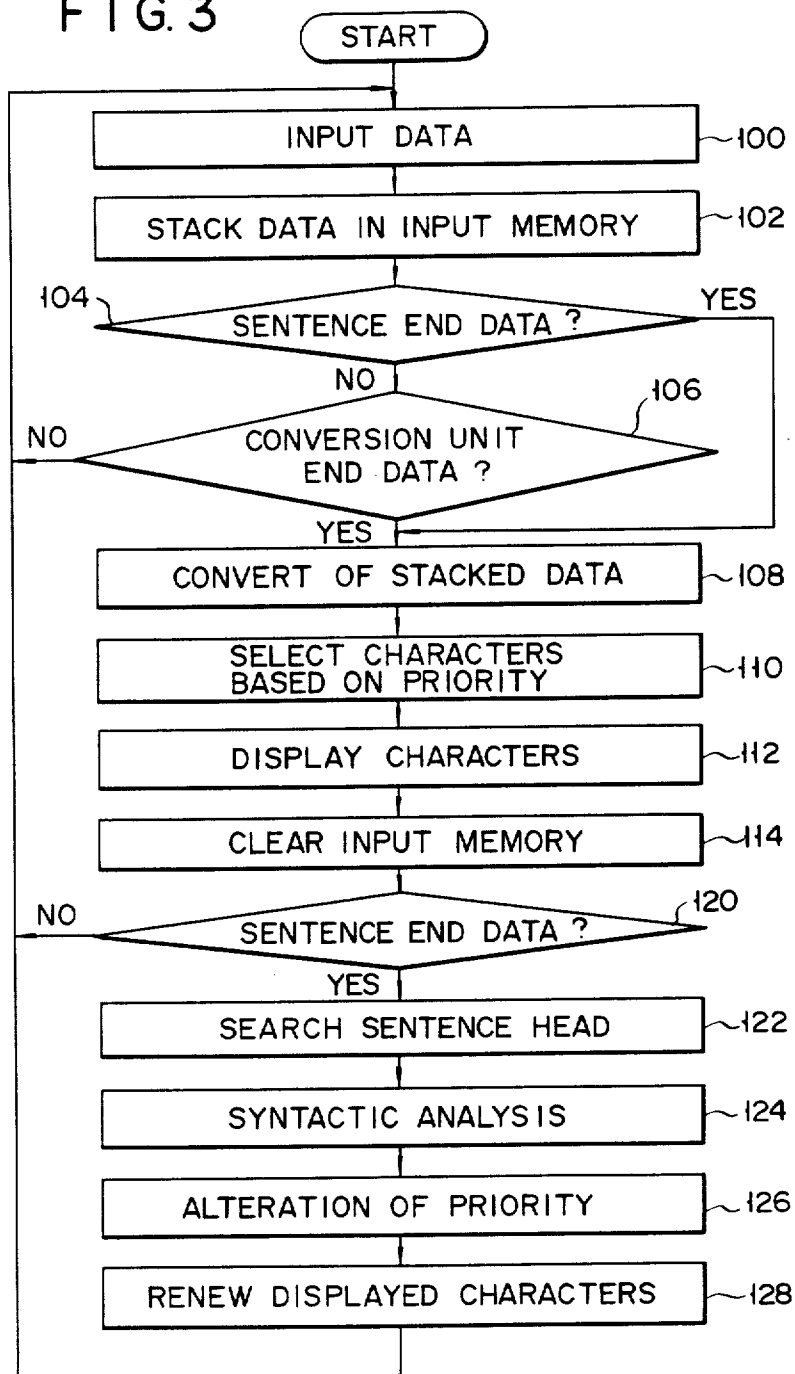 FIG. 3
START
INPUT DATA
100
STACK DATA IN INPUT MEMORY
102
104
SENTENCE END DATA ?
YES
NO
106
NO
CONVERSION UNIT
END DATA ?
YES
CONVERT OF STACKED DATA
108
SELECT CHARACTERS
BASED ON PRIORITY
110
DISPLAY CHARACTERS
112
CLEAR INPUT MEMORY
114
NO
SENTENCE END DATA ?
120
YES
SEARCH SENTENCE HEAD
122
SYNTACTIC ANALYSIS
124
ALTERATION OF PRIORITY
126
RENEW DISPLAYED CHARACTERS
128